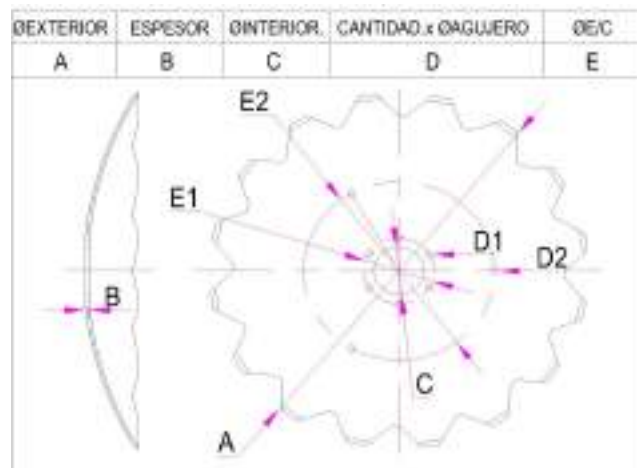 ØEXTERIOR ESPESOR ØINTERIOR. CANTIDAD x ØAGUJERO ØE/C
A B C D E
E2
E1
D1
D2
B
C
A